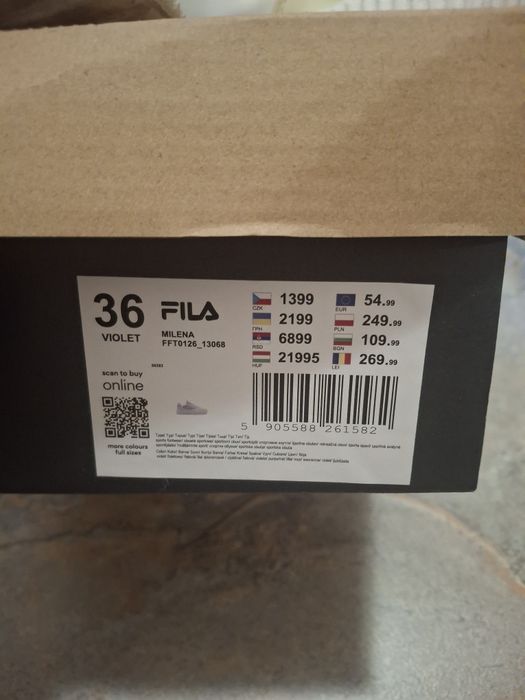 36 FILA
VIOLET
MILENA
FFT0126_13068
CZK 1399
ГРН 2199
RSD 6899
HUF 21995
EUR 54.99
PLN 249.99
BGN 109.99
LEI 269.99
scan to buy
online
more colours
full sizes
5 905588 261582